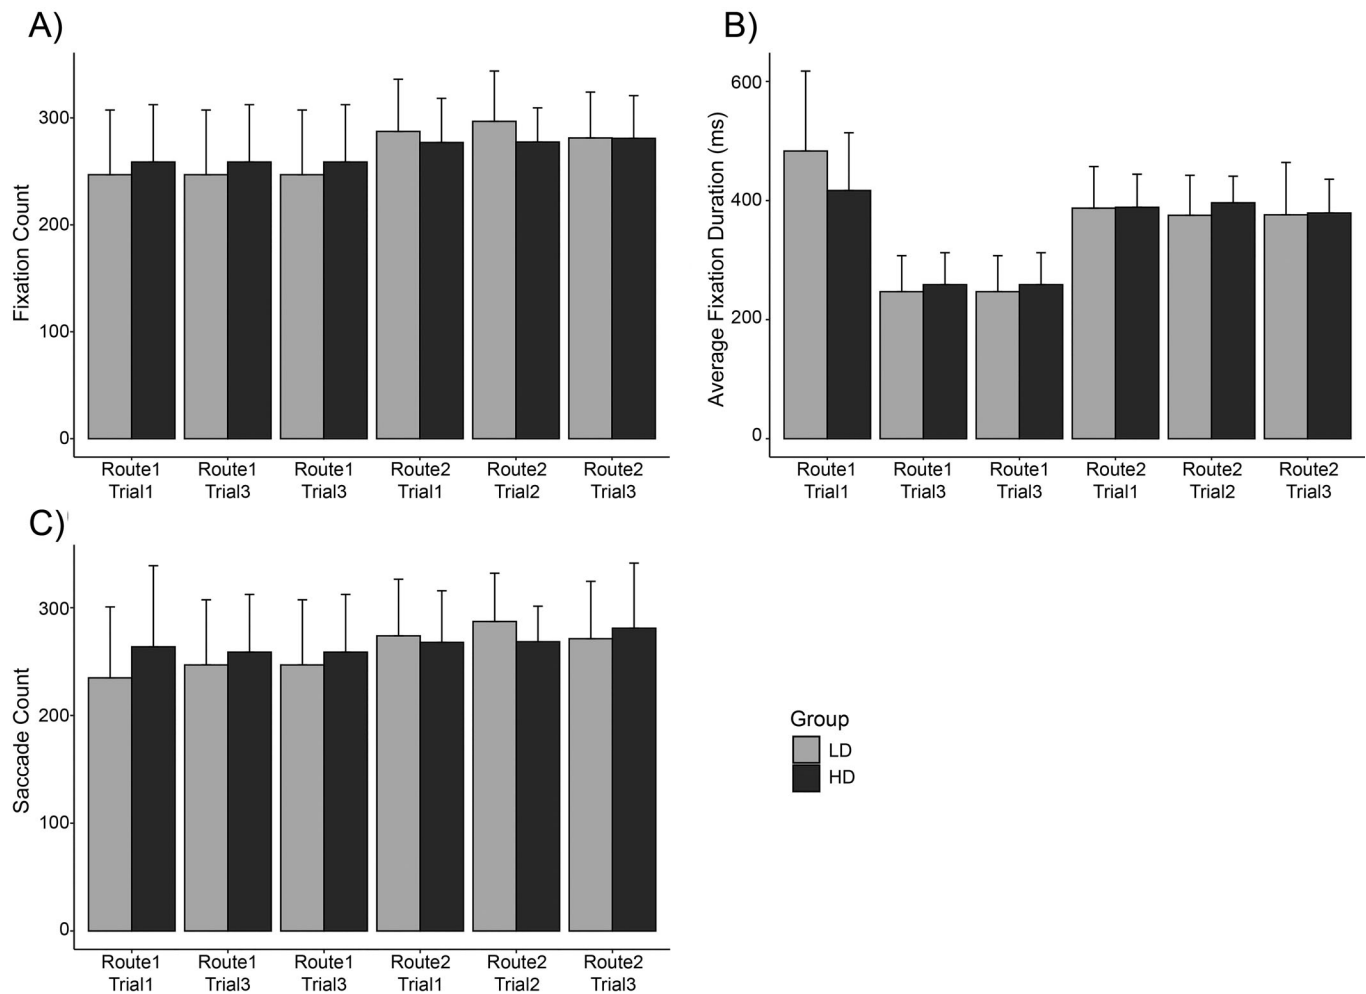 A)
Fixation Count
300
200
100
0
Route1 Route1 Route1 Route2 Route2 Route2
Trial1 Trial3 Trial3 Trial1 Trial2 Trial3
B)
Average Fixation Duration (ms)
600
400
200
0
Route1 Route1 Route1 Route2 Route2 Route2
Trial1 Trial3 Trial3 Trial1 Trial2 Trial3
C)
Saccade Count
300
200
100
0
Route1 Route1 Route1 Route2 Route2 Route2
Trial1 Trial3 Trial3 Trial1 Trial2 Trial3
Group
LD
HD